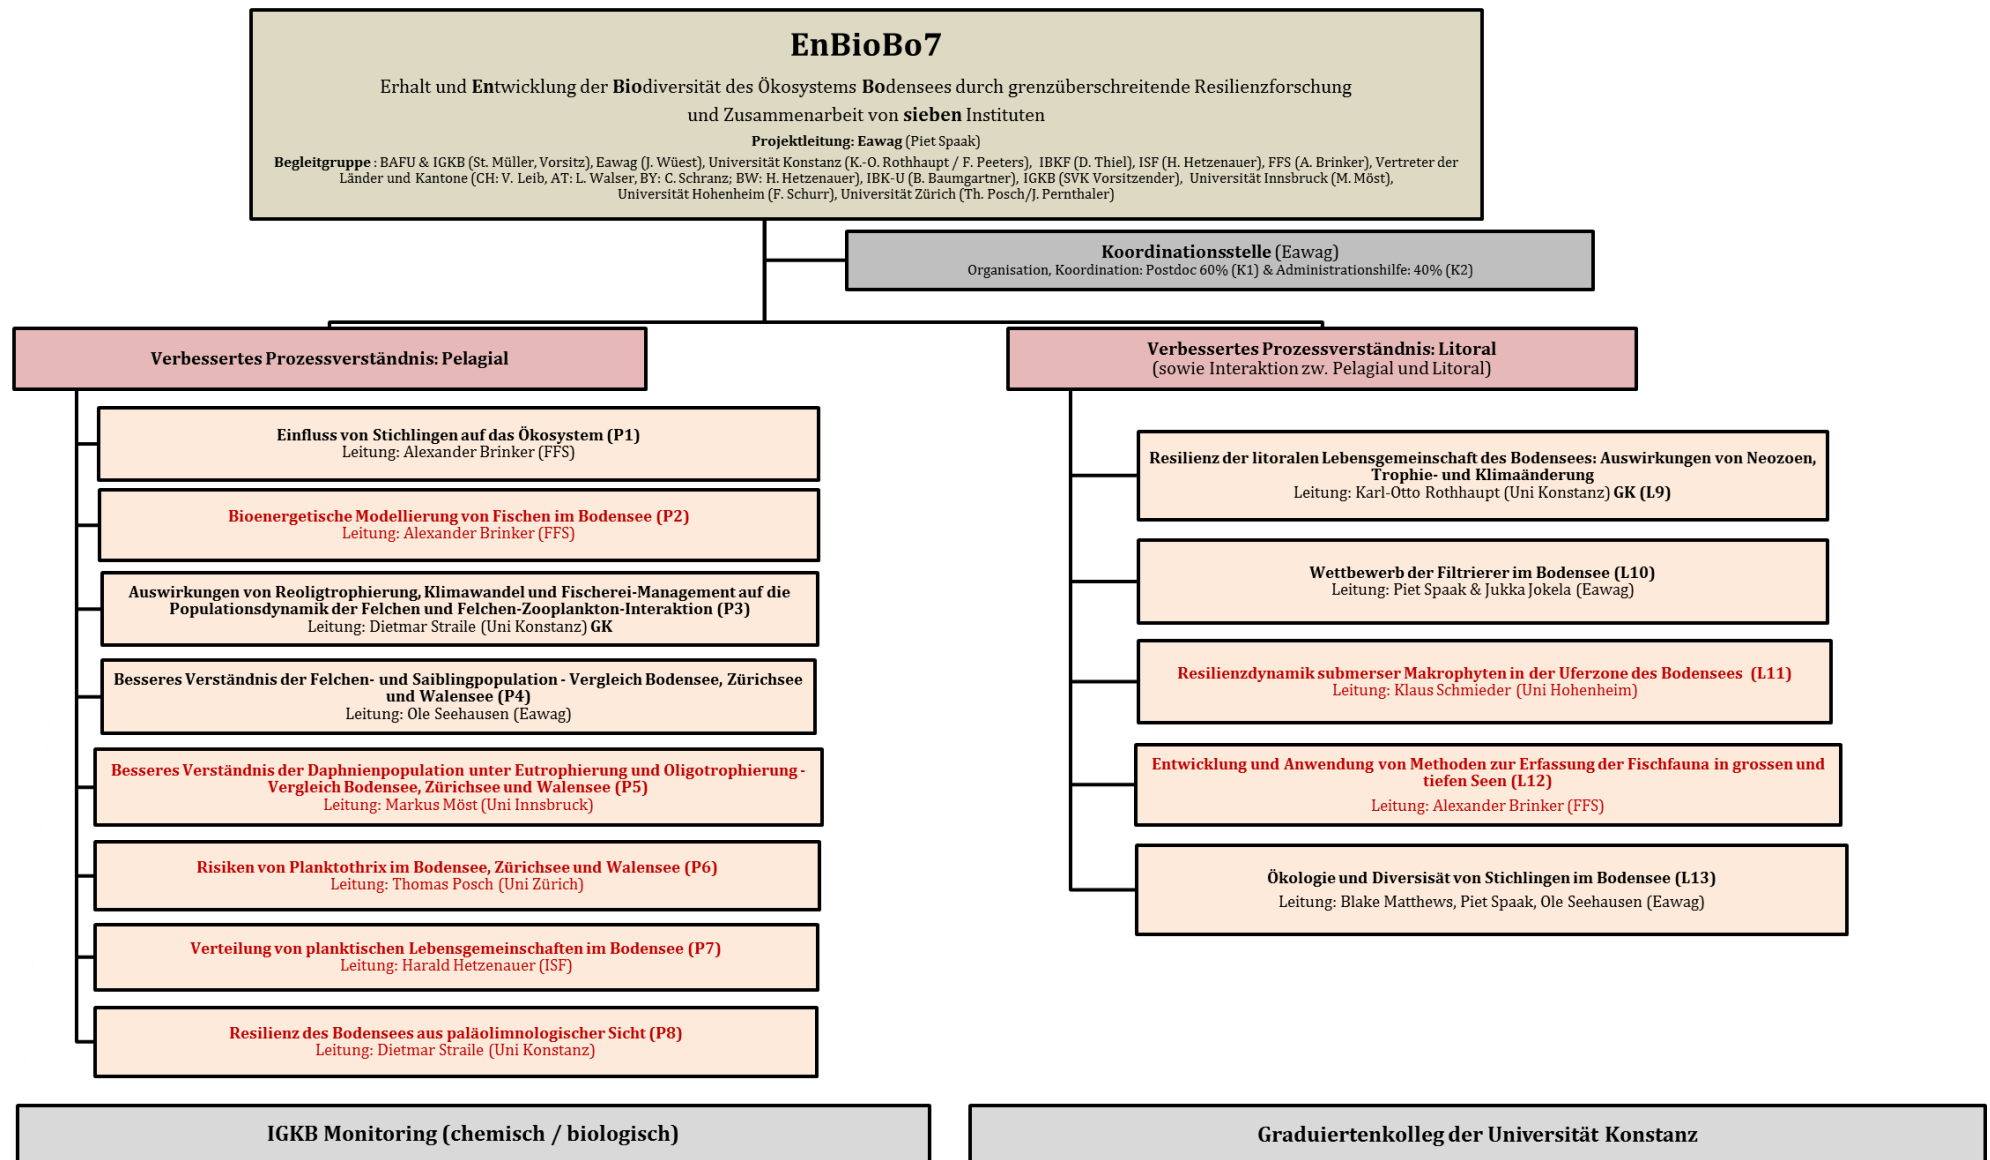 EnBioBo7
Erhalt und Entwicklung der Biodiversität des Ökosystems Bodensees durch grenzüberschreitende Resilienzforschung
und Zusammenarbeit von sieben Instituten
Projektleitung: Eawag (Piet Spaak)
Begleitgruppe : BAFU & IGKB (St. Müller, Vorsitz), Eawag (J. Wüest), Universität Konstanz (K.-O. Rothhaupt / F. Peeters), IBKF (D. Thiel), ISF (H. Hetzenauer), FFS (A. Brinker), Vertreter der
Länder und Kantone (CH: V. Leib, AT: L. Walser, BY: C. Schranz; BW: H. Hetzenauer), IBK-U (B. Baumgartner), IGKB (SVK Vorsitzender), Universität Innsbruck (M. Möst),
Universität Hohenheim (F. Schurr), Universität Zürich (Th. Posch/J. Pernthaler)
Koordinationsstelle (Eawag)
Organisation, Koordination: Postdoc 60% (K1) & Administrationshilfe: 40% (K2)
Verbessertes Prozessverständnis: Pelagial
Einfluss von Stichlingen auf das Ökosystem (P1)
Leitung: Alexander Brinker (FFS)
Bioenergetische Modellierung von Fischen im Bodensee (P2)
Leitung: Alexander Brinker (FFS)
Auswirkungen von Reoligtrophierung, Klimawandel und Fischerei-Management auf die
Populationsdynamik der Felchen und Felchen-Zooplankton-Interaktion (P3)
Leitung: Dietmar Straile (Uni Konstanz) GK
Besseres Verständnis der Felchen- und Saiblingpopulation - Vergleich Bodensee, Zürichsee
und Walensee (P4)
Leitung: Ole Seehausen (Eawag)
Besseres Verständnis der Daphnienpopulation unter Eutrophierung und Oligotrophierung -
Vergleich Bodensee, Zürichsee und Walensee (P5)
Leitung: Markus Möst (Uni Innsbruck)
Risiken von Planktothrix im Bodensee, Zürichsee und Walensee (P6)
Leitung: Thomas Posch (Uni Zürich)
Verteilung von planktischen Lebensgemeinschaften im Bodensee (P7)
Leitung: Harald Hetzenauer (ISF)
Resilienz des Bodensees aus paläolimnologischer Sicht (P8)
Leitung: Dietmar Straile (Uni Konstanz)
Verbessertes Prozessverständnis: Litoral
(sowie Interaktion zw. Pelagial und Litoral)
Resilienz der litoralen Lebensgemeinschaft des Bodensees: Auswirkungen von Neozoen,
Trophie- und Klimaänderung
Leitung: Karl-Otto Rothhaupt (Uni Konstanz) GK (L9)
Wettbewerb der Filtrierer im Bodensee (L10)
Leitung: Piet Spaak & Jukka Jokela (Eawag)
Resilienzdynamik submerser Makrophyten in der Uferzone des Bodensees (L11)
Leitung: Klaus Schmieder (Uni Hohenheim)
Entwicklung und Anwendung von Methoden zur Erfassung der Fischfauna in grossen und
tiefen Seen (L12)
Leitung: Alexander Brinker (FFS)
Ökologie und Diversisät von Stichlingen im Bodensee (L13)
Leitung: Blake Matthews, Piet Spaak, Ole Seehausen (Eawag)
IGKB Monitoring (chemisch / biologisch)
Graduiertenkolleg der Universität Konstanz